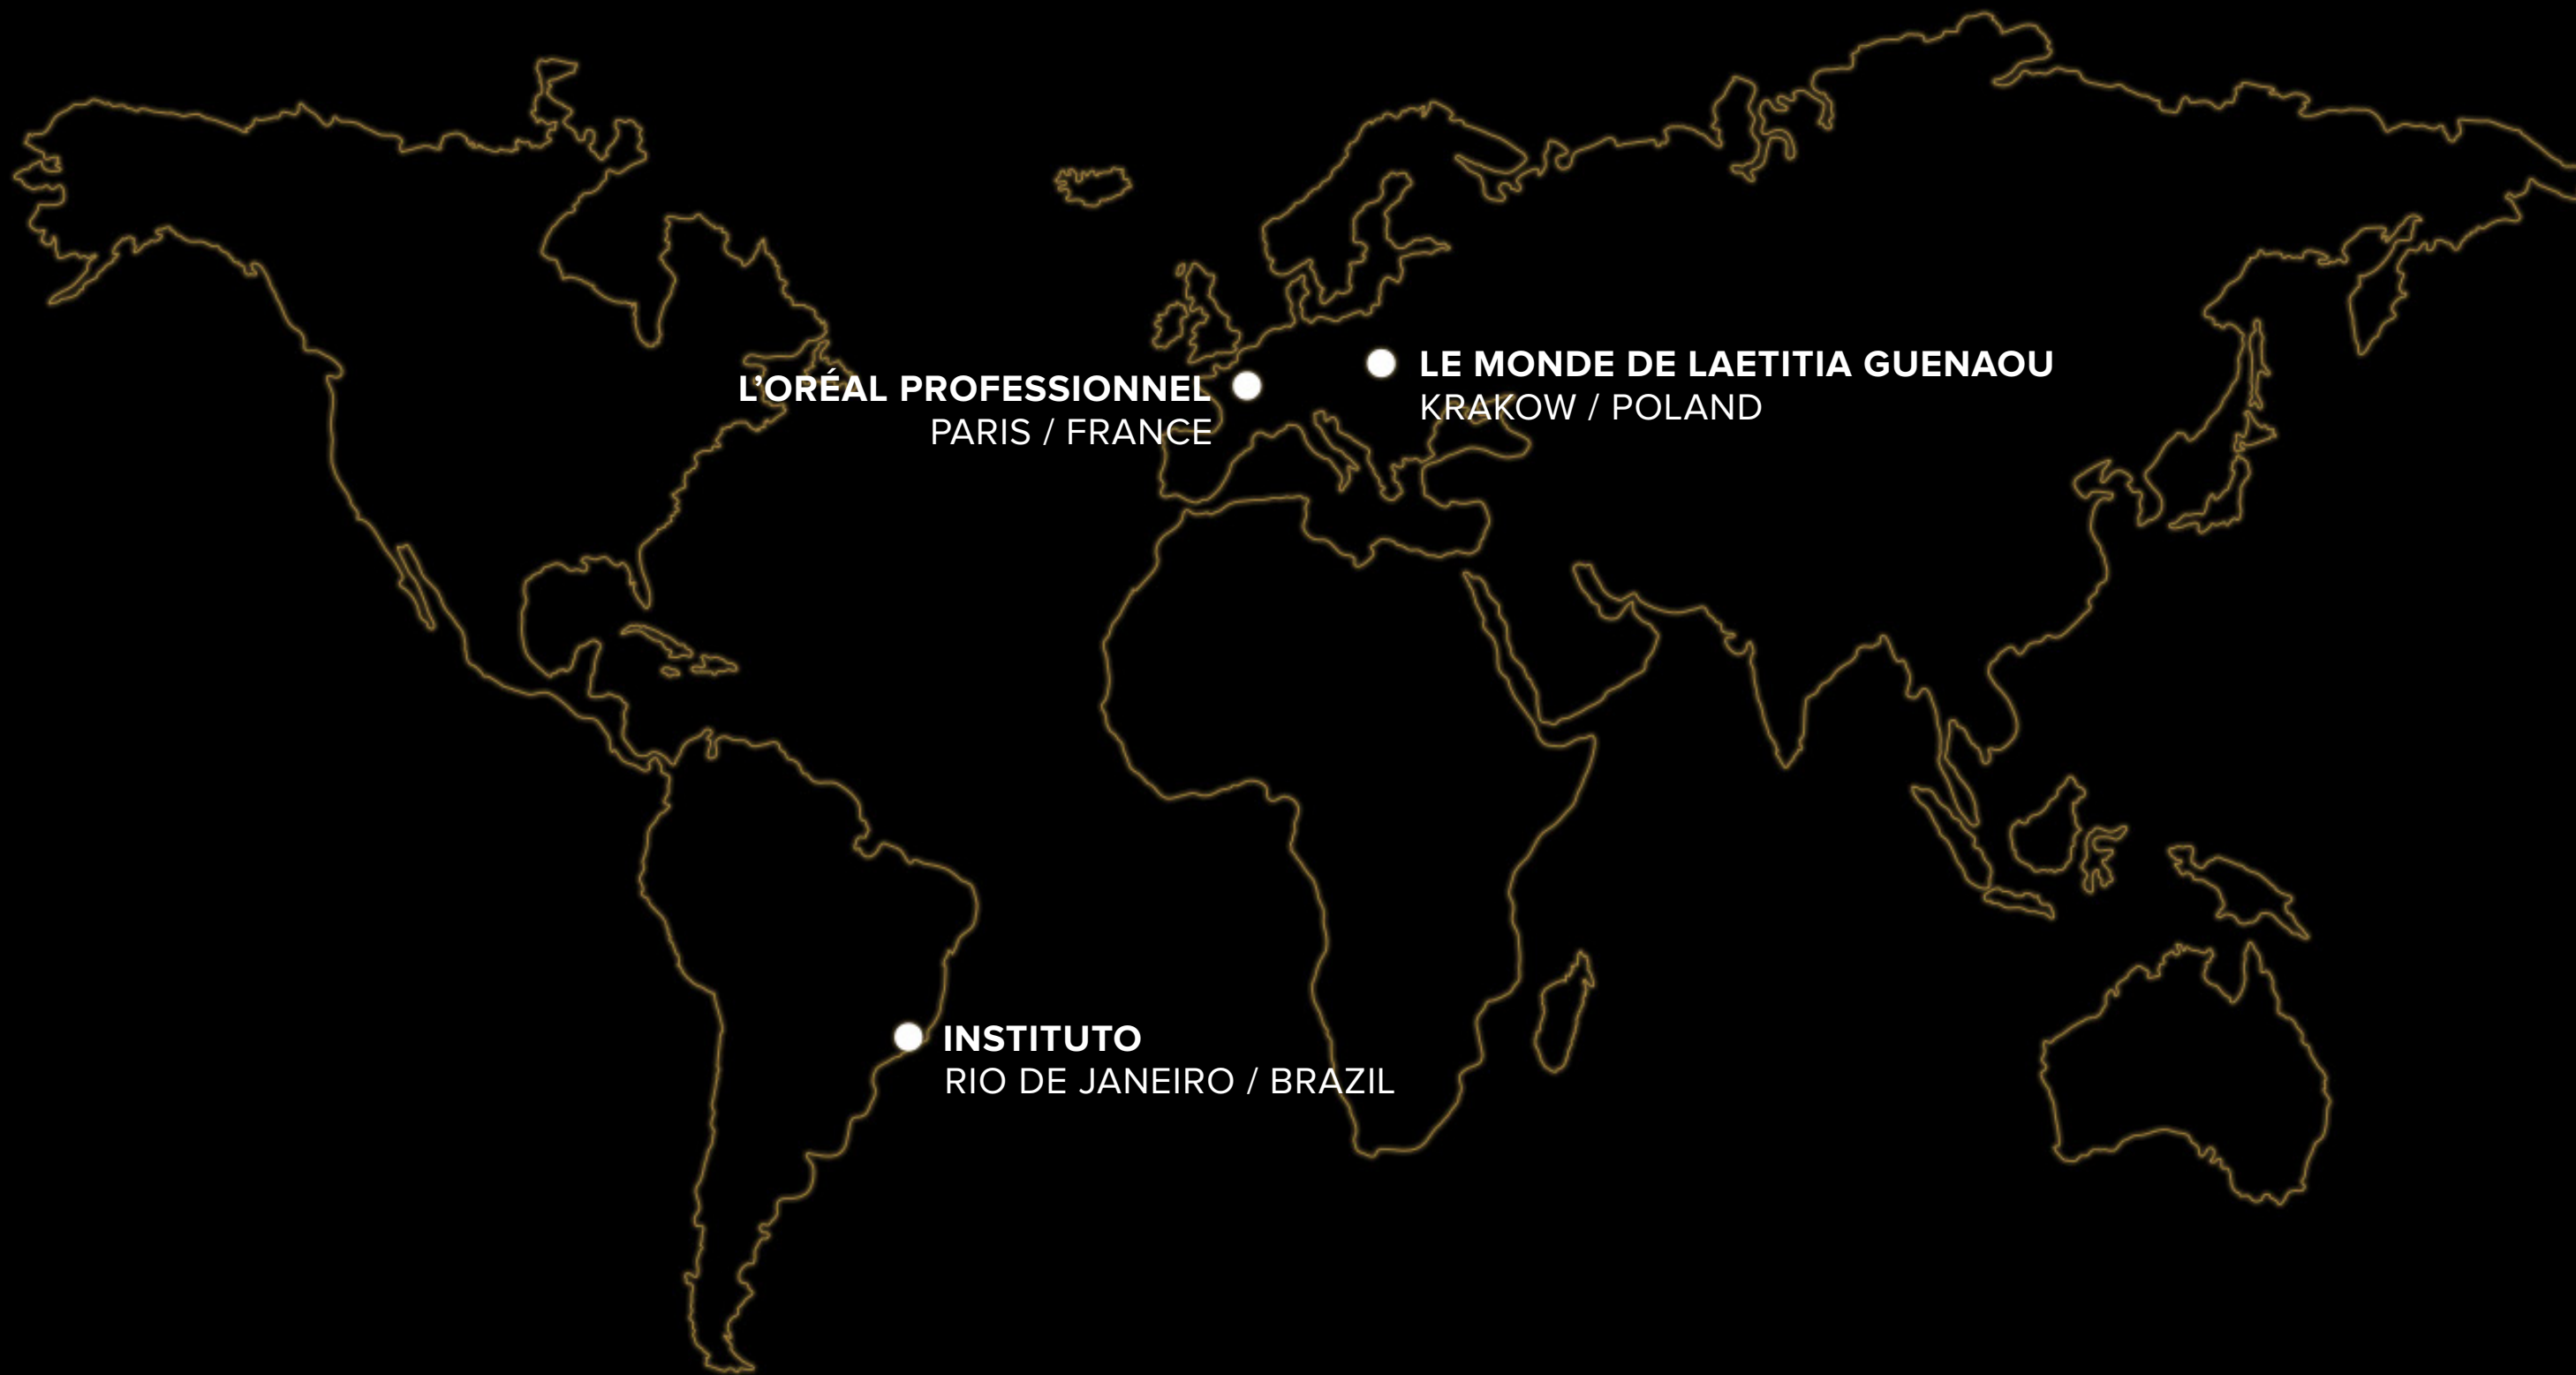 L'ORÉAL PROFESSIONNEL
PARIS / FRANCE
LE MONDE DE LAETITIA GUENAOU
KRAKOW / POLAND
INSTITUTO
RIO DE JANEIRO / BRAZIL